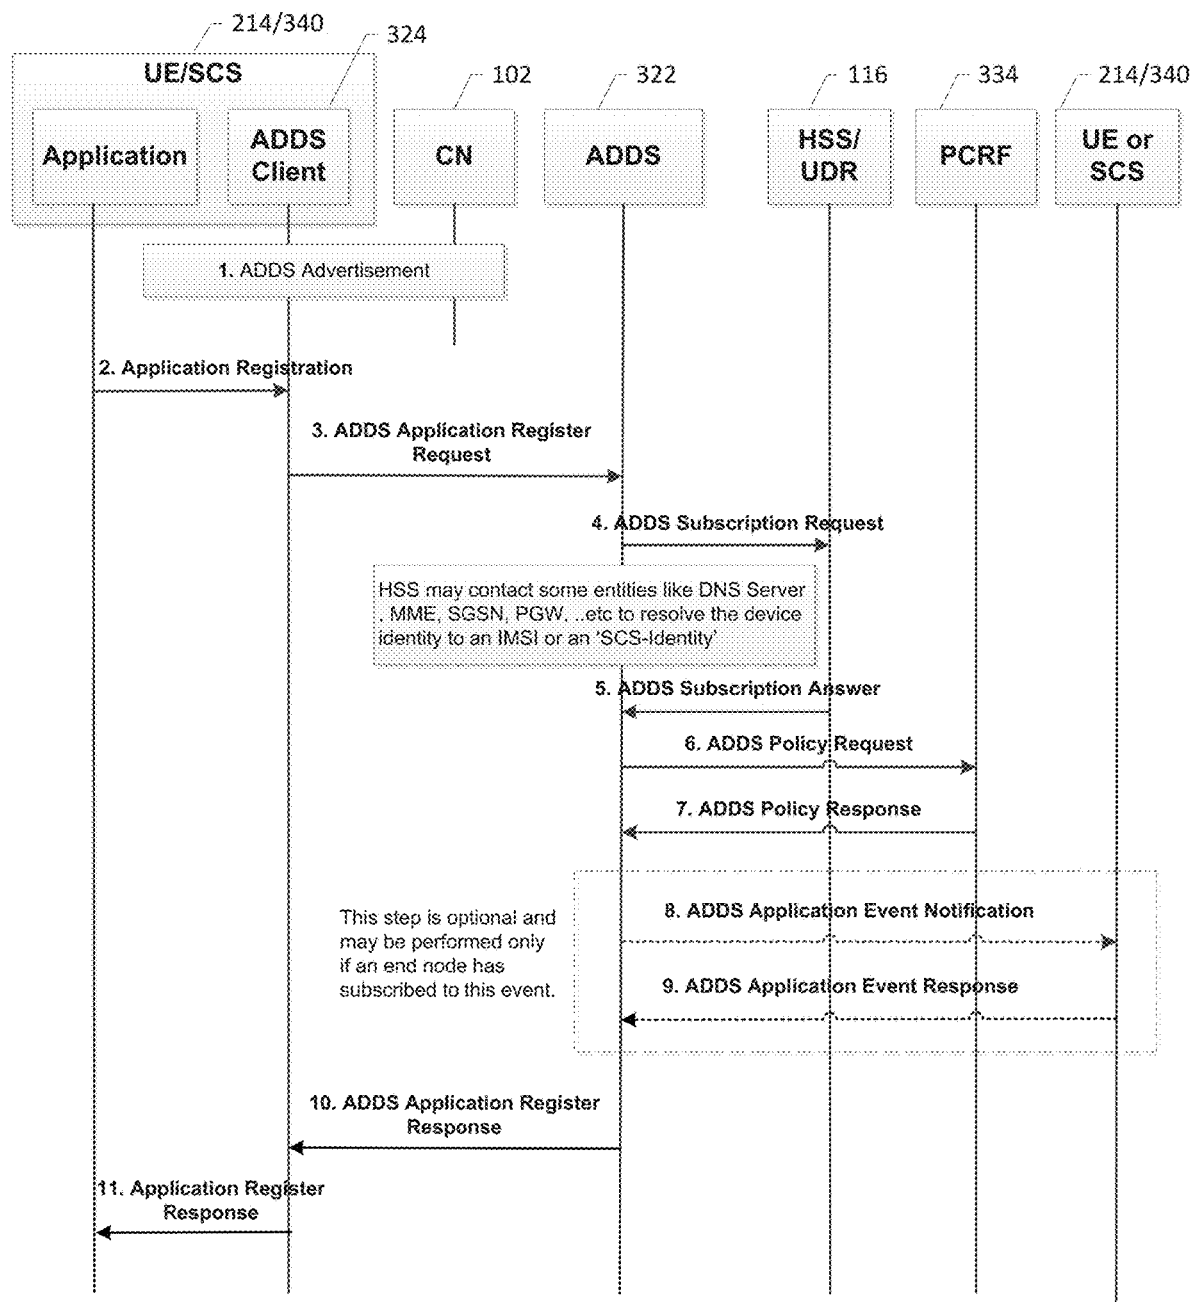 214/340
324
UE/SCS
102
322
116
334
214/340
Application
ADDS
Client
CN
ADDS
HSS/
UDR
PCRF
UE or
SCS
1. ADDS Advertisement
2. Application Registration
3. ADDS Application Register
Request
4. ADDS Subscription Request
HSS may contact some entities like DNS Server
, MME, SGSN, PGW, ..etc to resolve the device
identity to an IMSI or an 'SCS-Identity'
5. ADDS Subscription Answer
6. ADDS Policy Request
7. ADDS Policy Response
8. ADDS Application Event Notification
This step is optional and
may be performed only
if an end node has
subscribed to this event.
9. ADDS Application Event Response
10. ADDS Application Register
Response
11. Application Register
Response